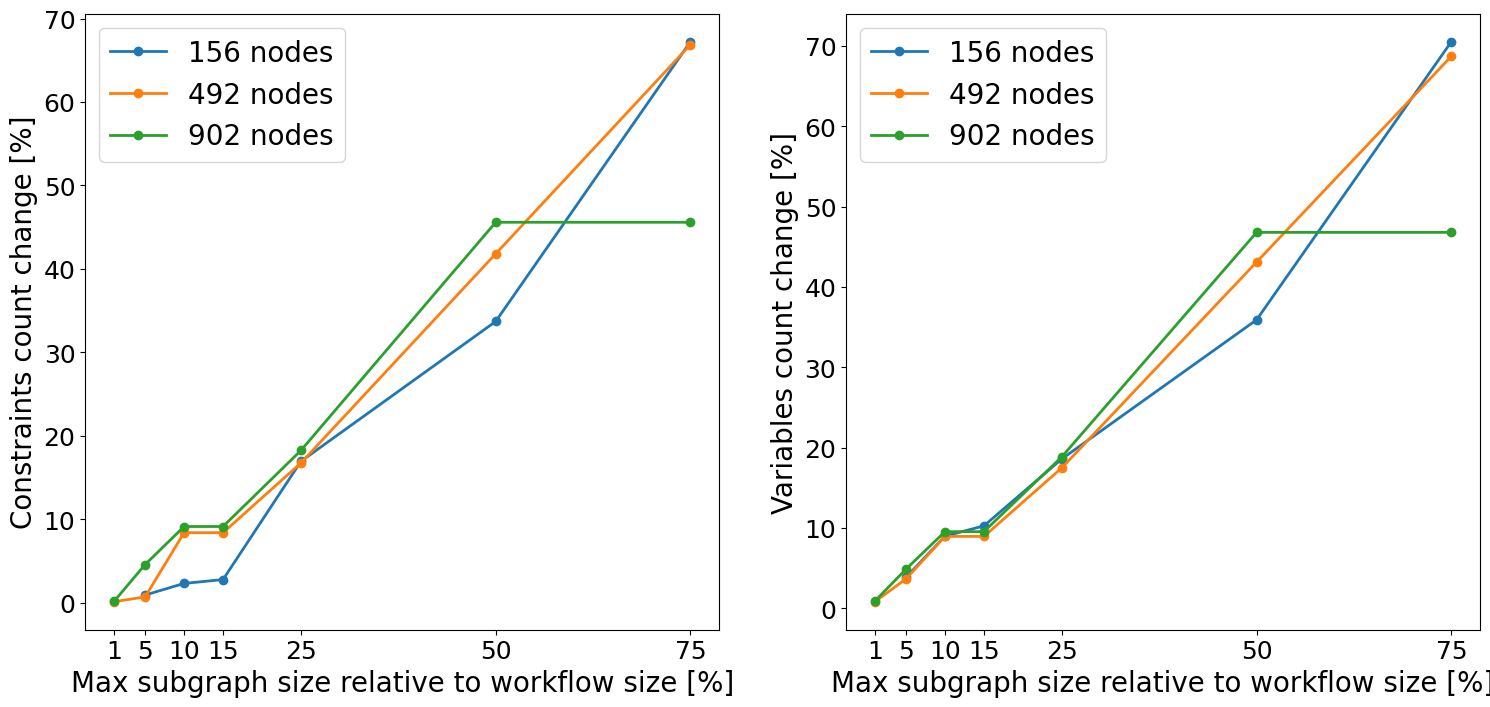 70
60
50
40
30
20
10
0
Constraints count change [%]
156 nodes
492 nodes
902 nodes
1 5 10 15 25 50 75
Max subgraph size relative to workflow size [%]
70
60
50
40
30
20
10
0
Variables count change [%]
156 nodes
492 nodes
902 nodes
1 5 10 15 25 50 75
Max subgraph size relative to workflow size [%]